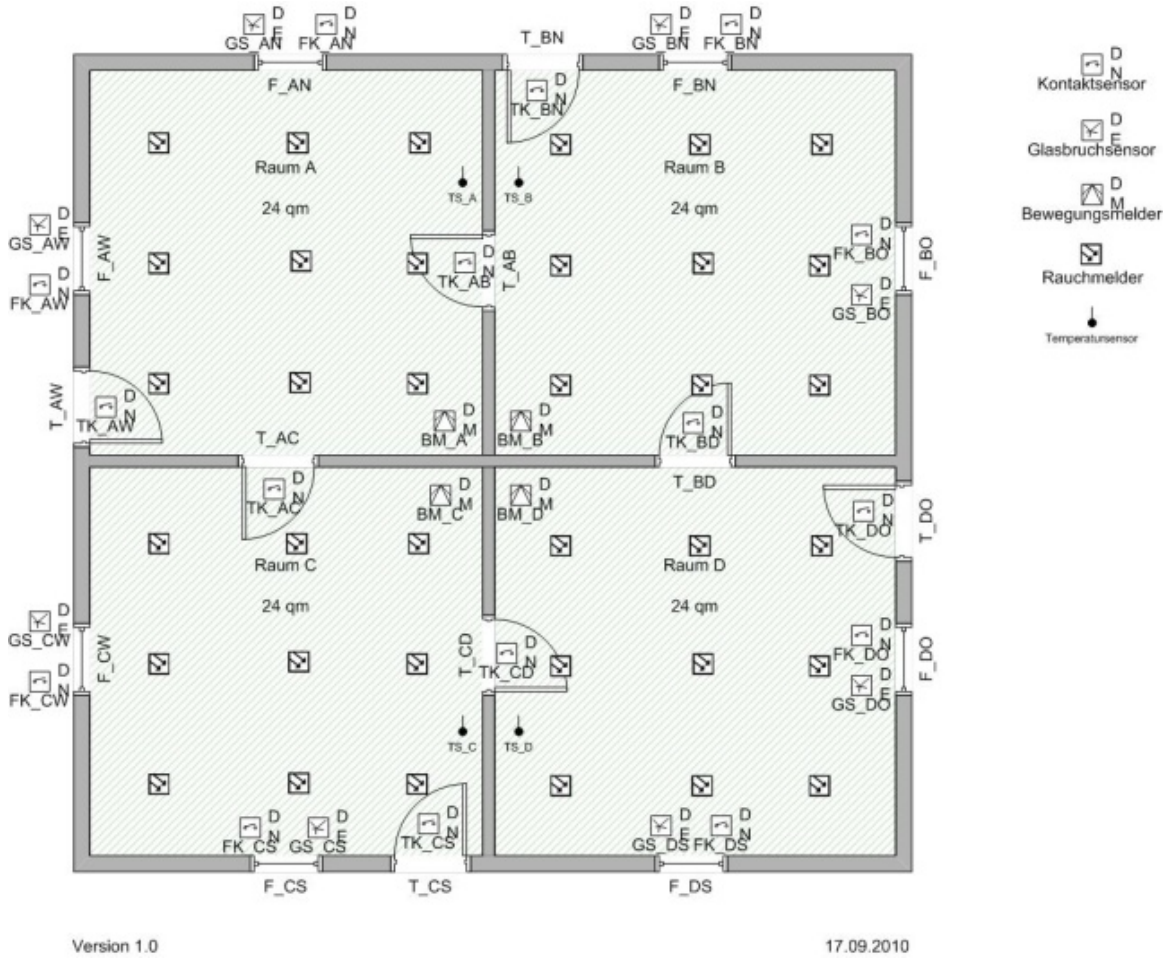 D
E
GS_AN
D
N
FK_AN
T_BN
D
E
GS_BN
D
N
FK_BN
F_AN
F_BN
D
N
TK_BN
D
N
Kontaktsensor
D
E
Glasbruchsensor
D
M
Bewegungsmelder
Rauchmelder
Temperatursensor
Raum A
24 qm
TS_A
TS_B
Raum B
24 qm
D
E
GS_AW
D
N
FK_AW
F_AW
D
N
TK_AB
T_AB
D
N
FK_BO
D
E
GS_BO
F_BO
T_AW
D
N
TK_AW
T_AC
D
M
BM_A
D
M
BM_B
D
N
TK_BD
T_BD
D
N
TK_AC
D
M
BM_C
D
M
BM_D
D
N
TK_DO
T_DO
Raum C
24 qm
Raum D
24 qm
D
E
GS_CW
D
N
FK_CW
F_CW
T_CD
D
N
TK_CD
D
N
FK_DO
D
E
GS_DO
F_DO
TS_C
TS_D
D
N
FK_CS
D
E
GS_CS
D
N
TK_CS
D
E
GS_DS
D
N
FK_DS
F_CS
T_CS
F_DS
Version 1.0
17.09.2010